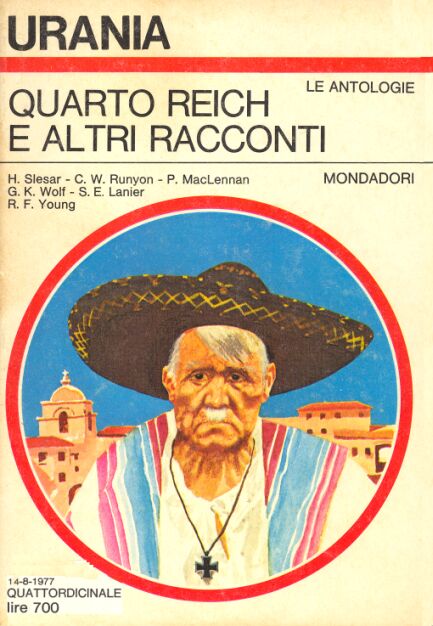 URANIA
LE ANTOLOGIE
QUARTO REICH
E ALTRI RACCONTI
H. Slesar - C. W. Runyon - P. MacLennan
G. K. Wolf - S. E. Lanier
R. F. Young
MONDADORI
14-8-1977
QUATTORDICINALE
lire 700